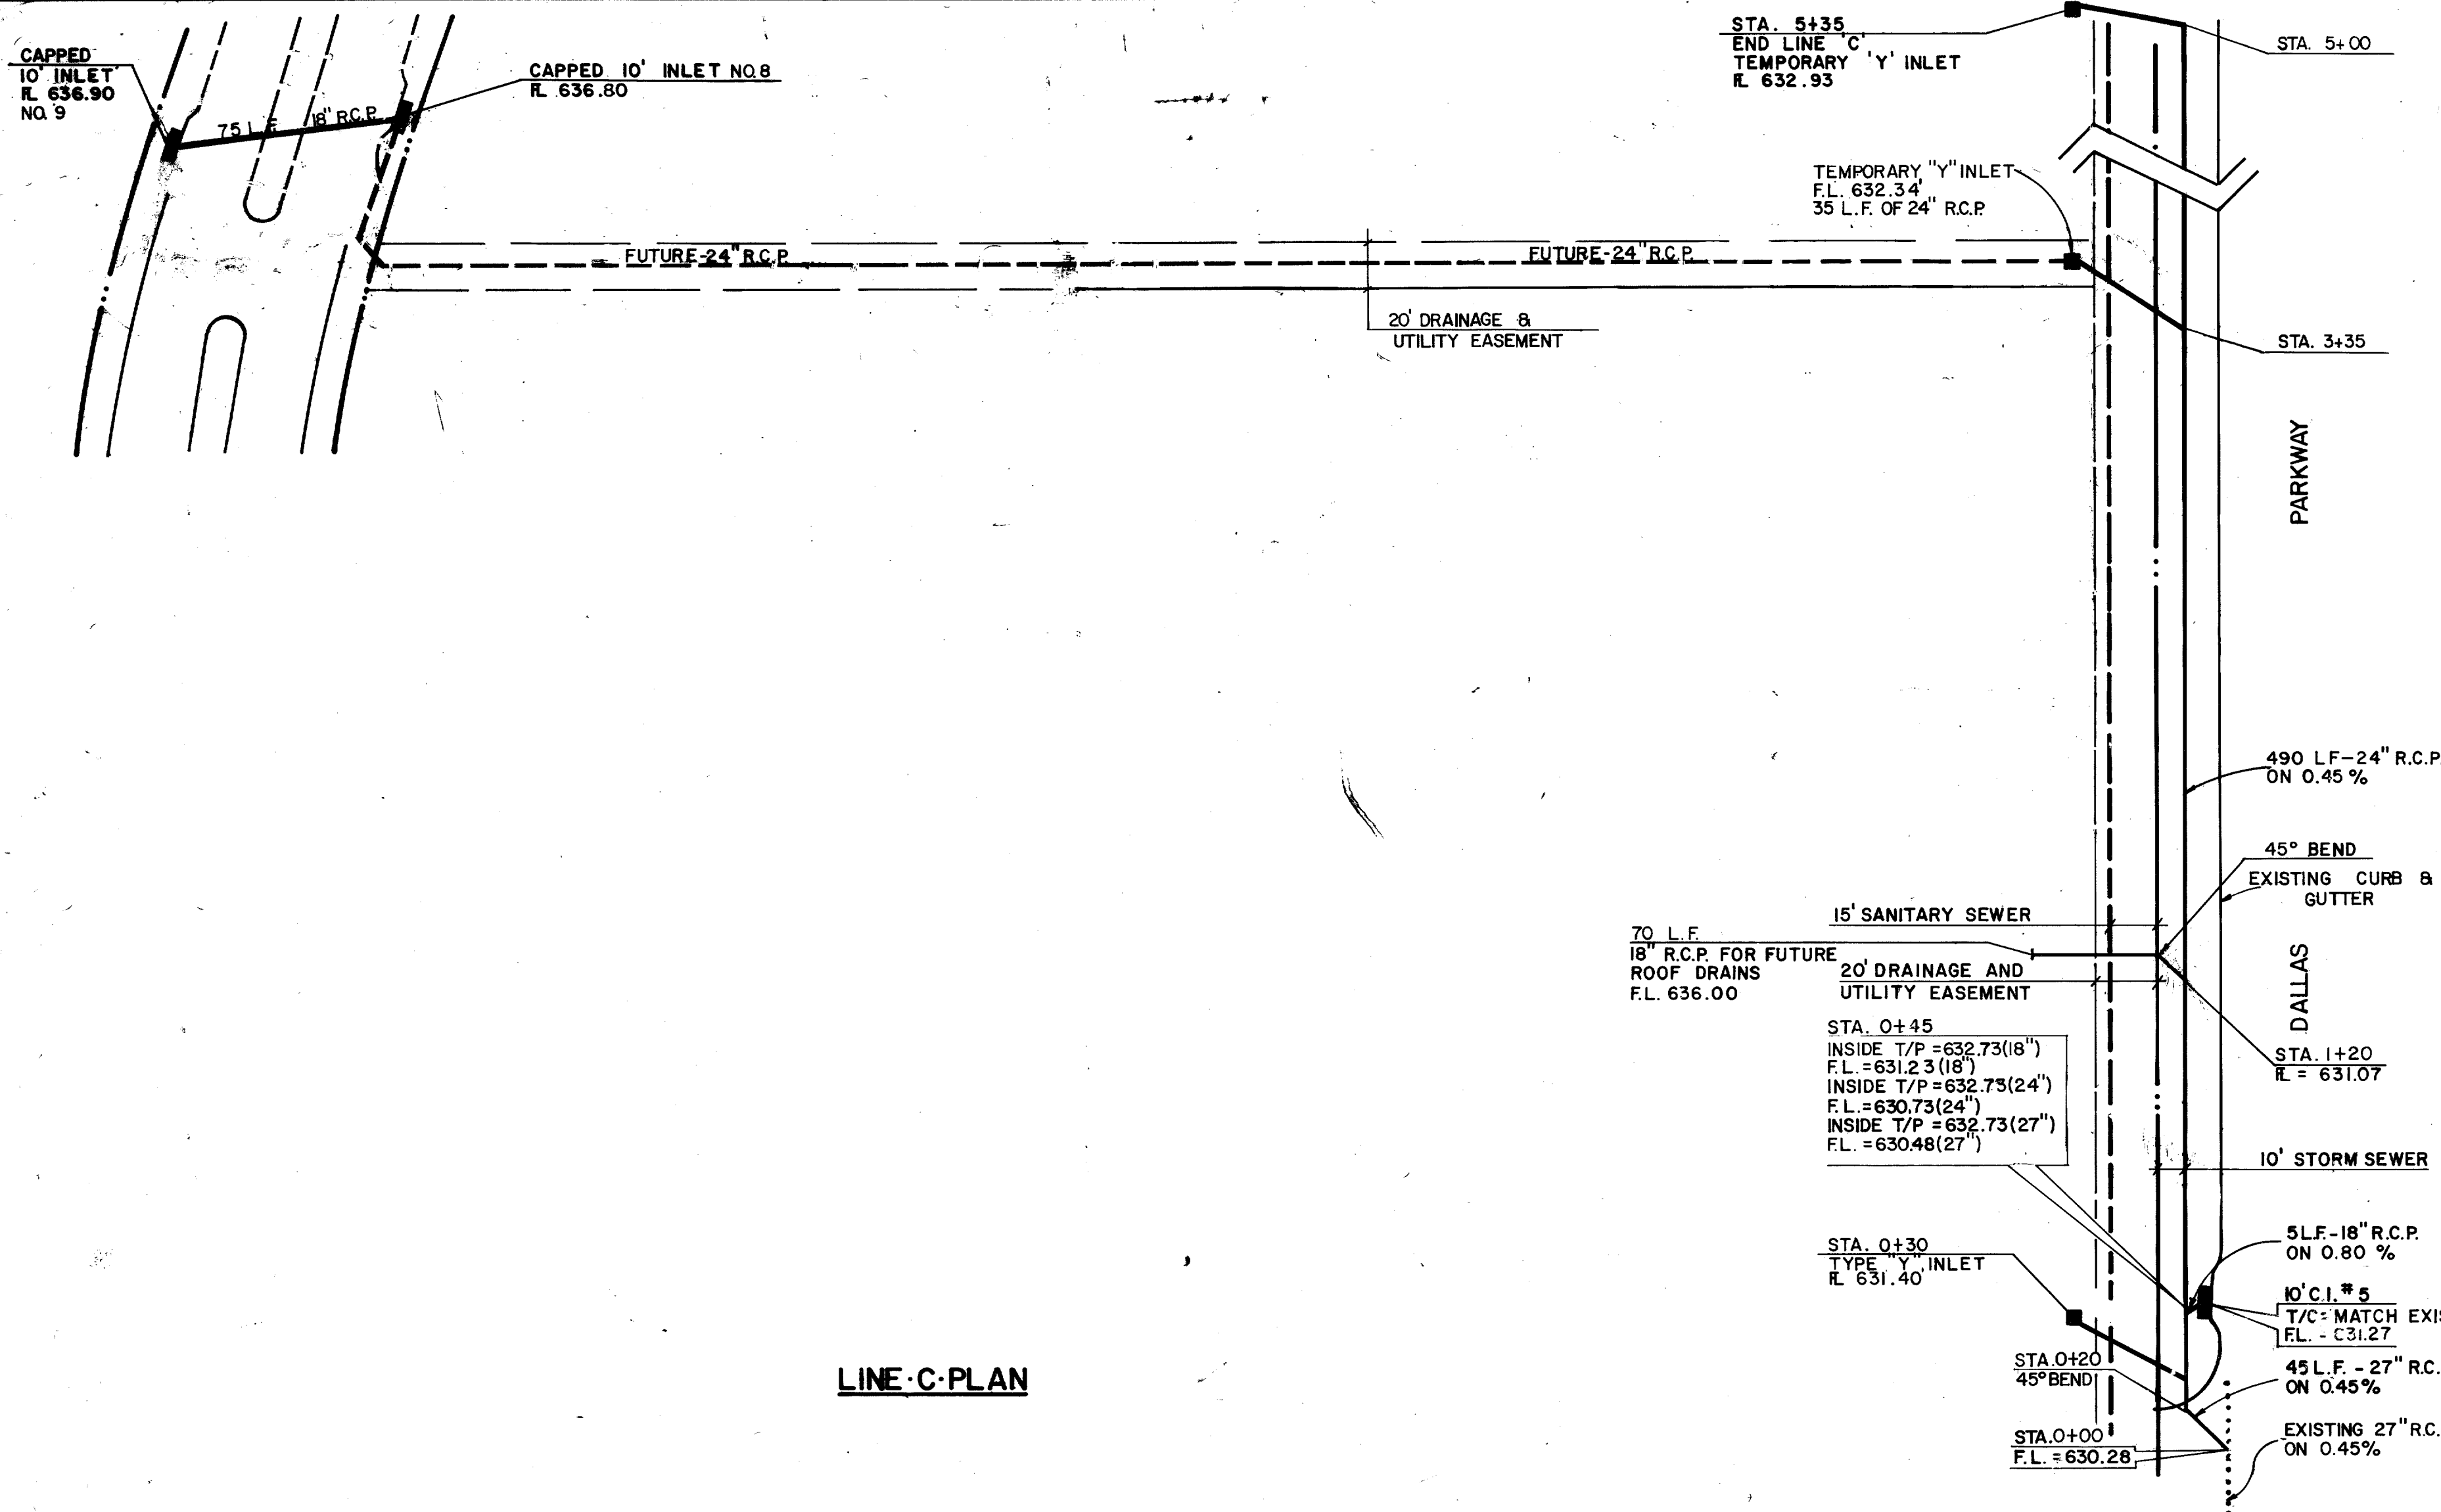 CAPPED
10' INLET
FL 636.90
NO. 9
CAPPED 10' INLET NO.8
FL 636.80
75 L.F. 18" R.C.P.
STA. 5+35
END LINE 'C'
TEMPORARY 'Y' INLET
FL 632.93
STA. 5+00
TEMPORARY "Y" INLET
F.L. 632.34'
35 L.F. OF 24" R.C.P.
FUTURE-24" R.C.P.
FUTURE-24" R.C.P.
20' DRAINAGE &
UTILITY EASEMENT
STA. 3+35
PARKWAY
490 LF-24" R.C.P.
ON 0.45%
45° BEND
EXISTING CURB &
GUTTER
15' SANITARY SEWER
70 L.F.
18" R.C.P. FOR FUTURE
ROOF DRAINS
F.L. 636.00
20' DRAINAGE AND
UTILITY EASEMENT
DALLAS
STA. 0+45
INSIDE T/P =632.73(18")
F.L.=631.23(18")
INSIDE T/P=632.73(24")
F.L.=630.73(24")
INSIDE T/P =632.73(27")
F.L. =630.48(27")
STA. 1+20
FL = 631.07
10' STORM SEWER
5 L.F.-18" R.C.P.
ON 0.80 %
STA. 0+30
TYPE "Y" INLET
FL 631.40
10' C.I. #5
T/C= MATCH EXIS
F.L. - 631.27
STA.0+20
45° BEND
45 L.F. - 27" R.C.
ON 0.45%
LINE·C·PLAN
STA.0+00
F.L. =630.28
EXISTING 27" R.C.
ON 0.45%